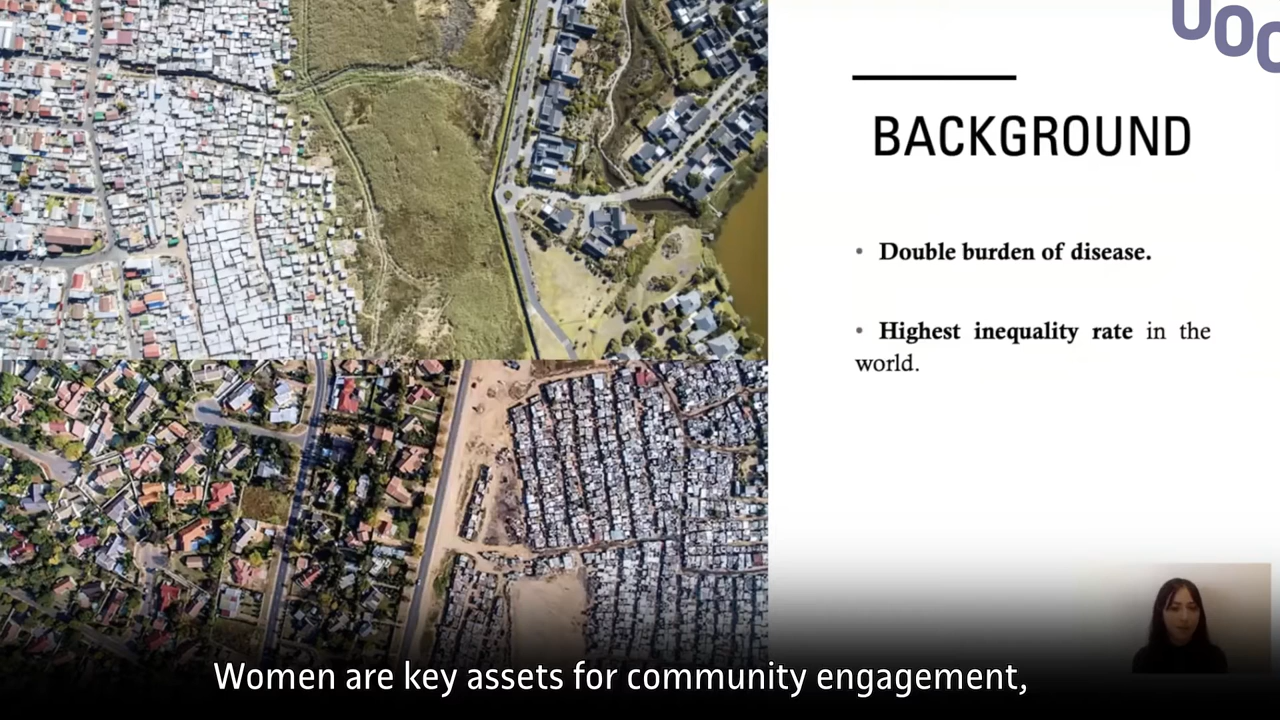 UOC
BACKGROUND
• Double burden of disease.
• Highest inequality rate in the
world.
Women are key assets for community engagement,